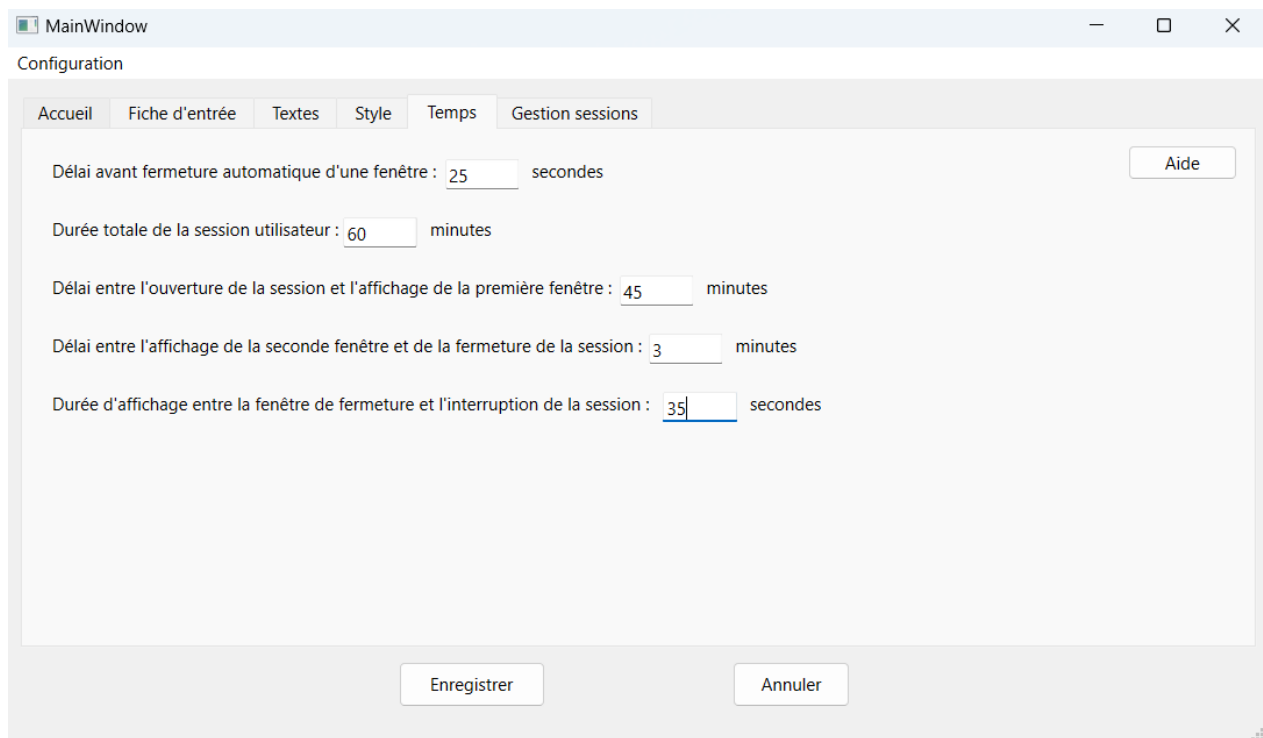 MainWindow
Configuration
Accueil Fiche d'entrée Textes Style Temps Gestion sessions
Délai avant fermeture automatique d'une fenêtre : 25 secondes Aide
Durée totale de la session utilisateur : 60 minutes
Délai entre l'ouverture de la session et l'affichage de la première fenêtre : 45 minutes
Délai entre l'affichage de la seconde fenêtre et de la fermeture de la session : 3 minutes
Durée d'affichage entre la fenêtre de fermeture et l'interruption de la session : 35 secondes
Enregistrer Annuler